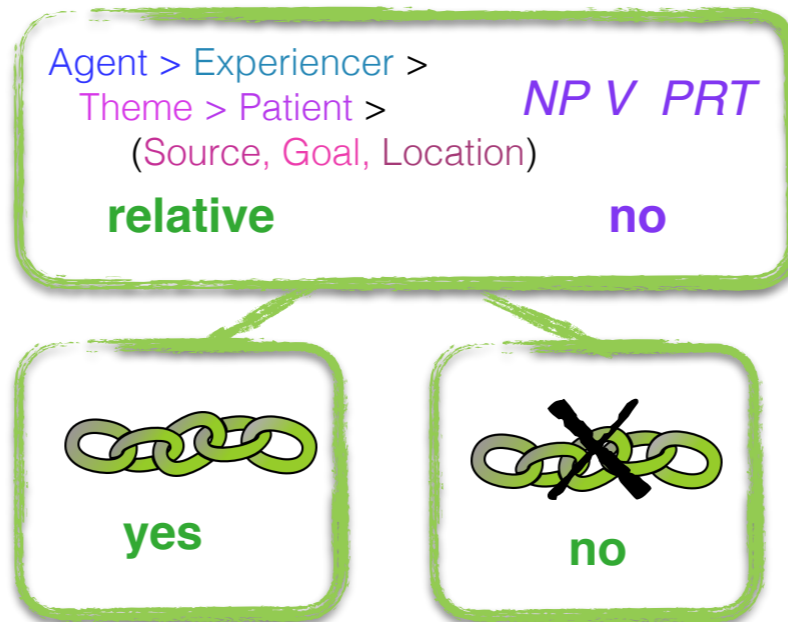 Agent > Experiencer >
Theme > Patient >
(Source, Goal, Location)
NP V PRT
relative
no
yes
no